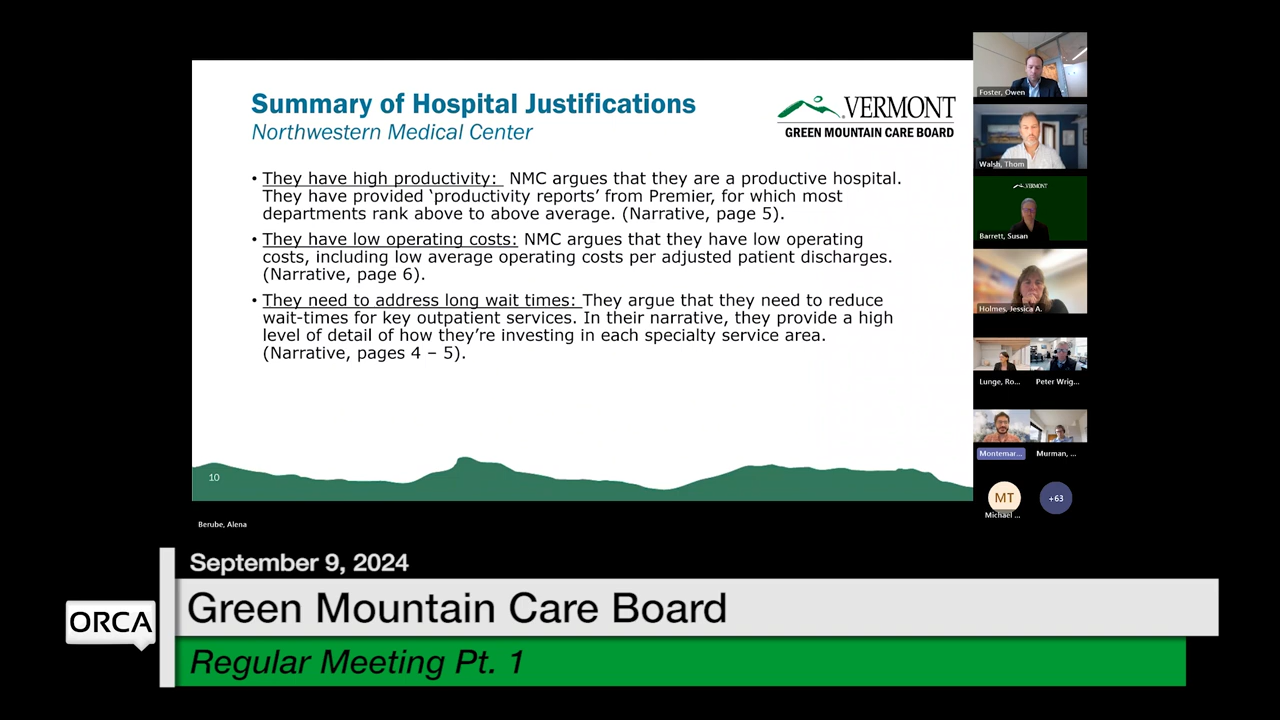 Summary of Hospital Justifications
Northwestern Medical Center
VERMONT
GREEN MOUNTAIN CARE BOARD
• They have high productivity: NMC argues that they are a productive hospital.
They have provided ‘productivity reports’ from Premier, for which most
departments rank above to above average. (Narrative, page 5).
• They have low operating costs: NMC argues that they have low operating
costs, including low average operating costs per adjusted patient discharges.
(Narrative, page 6).
• They need to address long wait times: They argue that they need to reduce
wait-times for key outpatient services. In their narrative, they provide a high
level of detail of how they’re investing in each specialty service area.
(Narrative, pages 4 – 5).
10
Foster, Owen
Walsh, Thom
VERMONT
Barrett, Susan
Holmes, Jessica A.
Lunge, Ro...
Peter Wrig...
Montemar...
Murman, ...
MT
+63
Michael ...
Berube, Alena
September 9, 2024
ORCA
Green Mountain Care Board
Regular Meeting Pt. 1